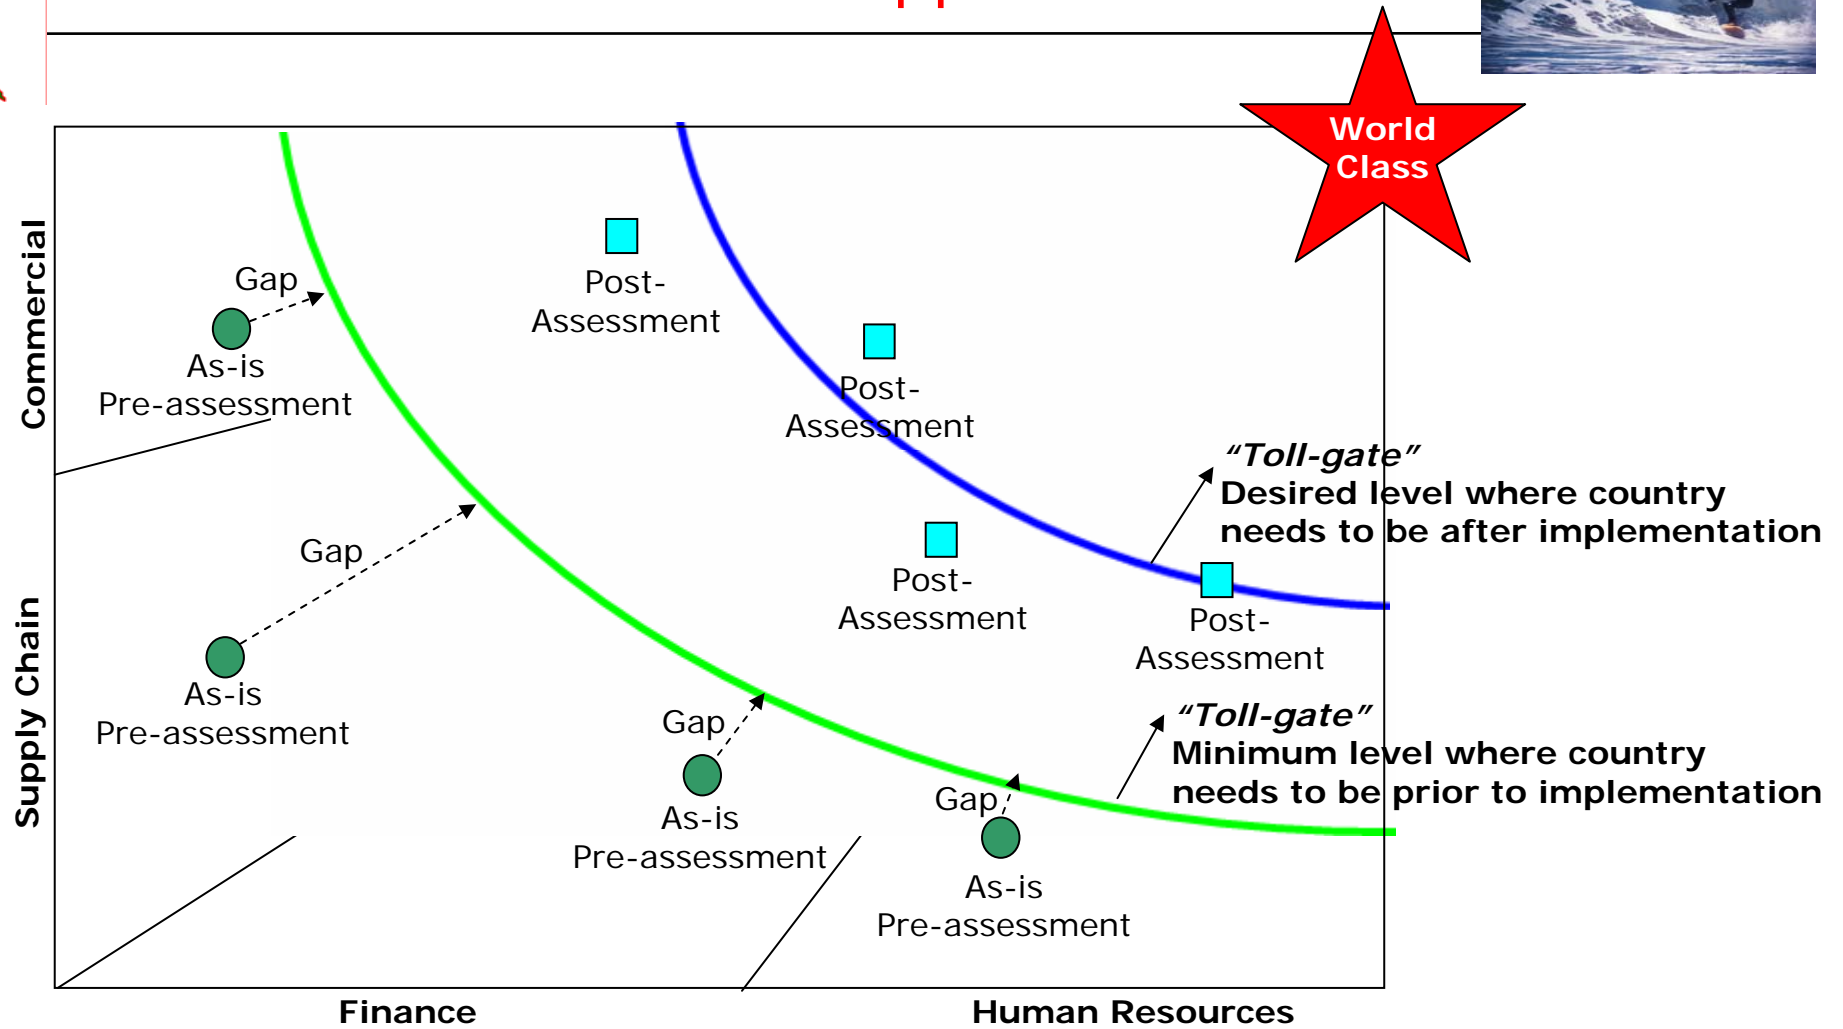 World
Class
Commercial
Gap
As-is
Pre-assessment
Post-
Assessment
Post-
Assessment
“Toll-gate”
Desired level where country
needs to be after implementation
Gap
Post-
Assessment
Post-
Assessment
Supply Chain
As-is
Pre-assessment
Gap
As-is
Pre-assessment
“Toll-gate”
Minimum level where country
needs to be prior to implementation
Gap
As-is
Pre-assessment
Finance
Human Resources